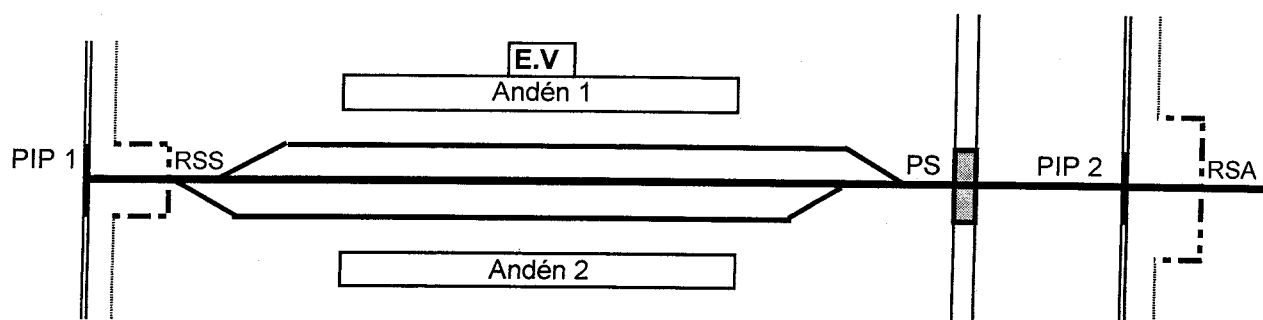 E.V
Andén 1
PIP 1
RSS
PS
PIP 2
RSA
Andén 2